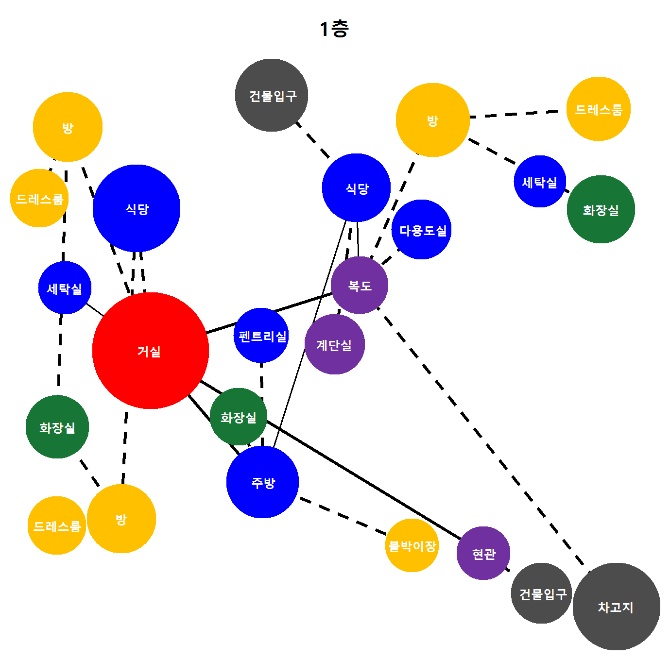 1층
건물입구
방
드레스룸
방
드레스룸
식당
식당
세탁실
화장실
다용도실
세탁실
복도
거실
펜트리실
계단실
화장실
화장실
주방
드레스룸
방
붙박이장
현관
건물입구
차고지